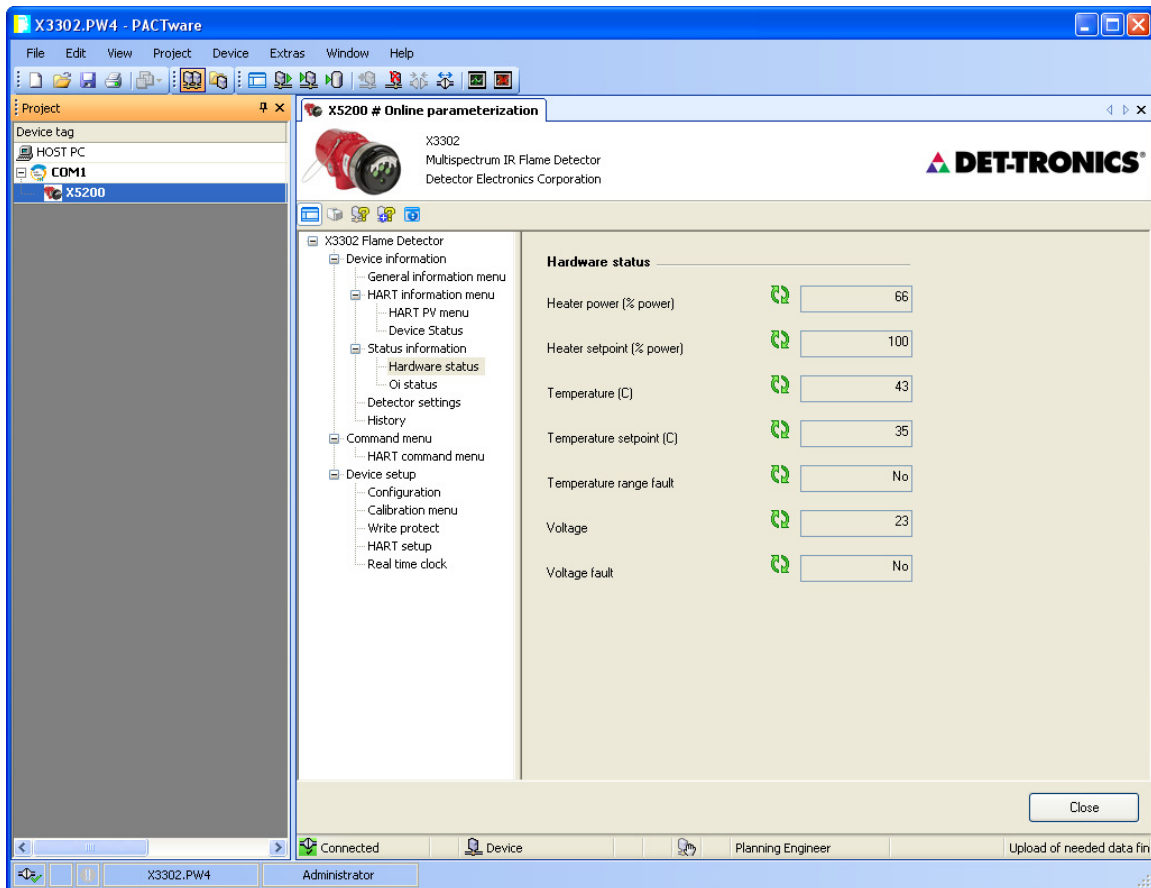 X3302.PW4 - PACTware
File Edit View Project Device Extras Window Help
Project
Device tag
HOST PC
COM1
X5200
X5200 # Online parameterization
X3302
Multispectrum IR Flame Detector
Detector Electronics Corporation
DET-TRONICS®
X3302 Flame Detector
Device information
General information menu
HART information menu
HART PV menu
Device Status
Status information
Hardware status
Oi status
Detector settings
History
Command menu
HART command menu
Device setup
Configuration
Calibration menu
Write protect
HART setup
Real time clock
Hardware status
Heater power (% power) 66
Heater setpoint (% power) 100
Temperature (C) 43
Temperature setpoint (C) 35
Temperature range fault No
Voltage 23
Voltage fault No
Close
Connected Device Planning Engineer Upload of needed data fin
X3302.PW4 Administrator